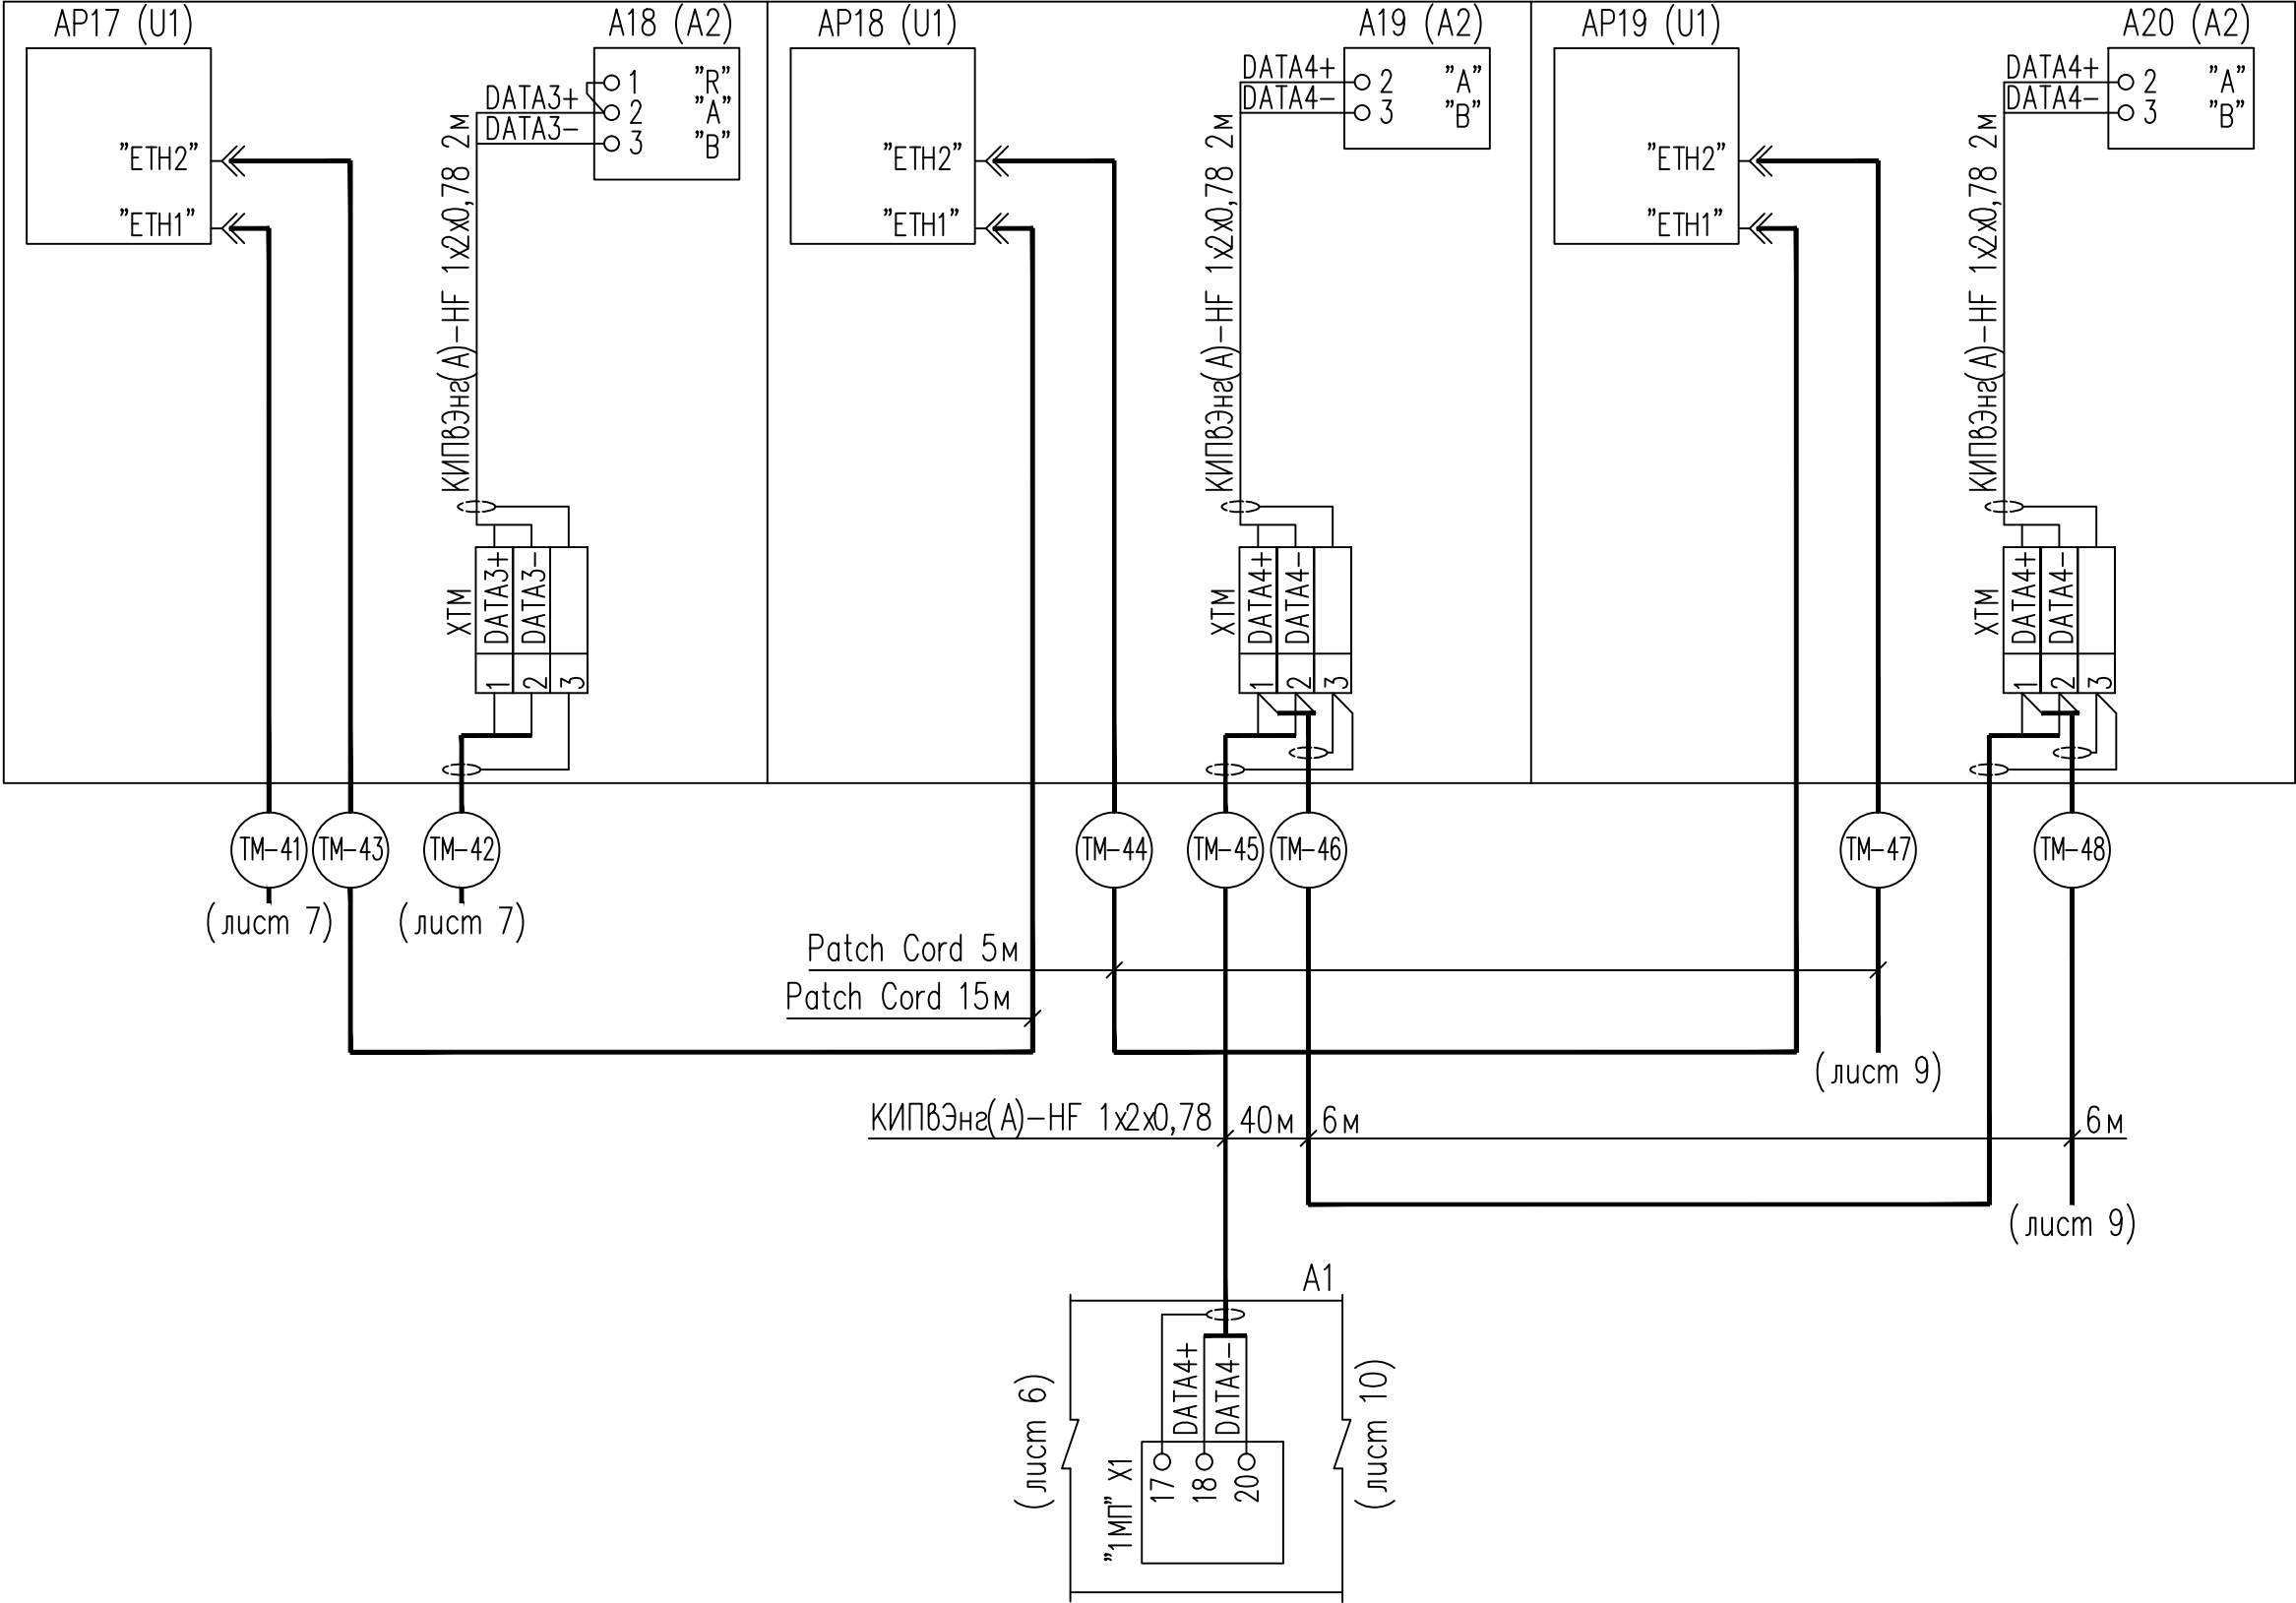 AP17 (U1)
A18 (A2)
"ETH2"
"ETH1"
DATA3+
DATA3-
1 "R"
2 "A"
3 "B"
КИПвЭнг(А)-HF 1x2x0,78 2м
XTM
DATA3+
DATA3-
1
2
3
AP18 (U1)
A19 (A2)
"ETH2"
"ETH1"
DATA4+
DATA4-
2 "A"
3 "B"
КИПвЭнг(А)-HF 1x2x0,78 2м
XTM
DATA4+
DATA4-
1
2
3
AP19 (U1)
A20 (A2)
"ETH2"
"ETH1"
DATA4+
DATA4-
2 "A"
3 "B"
КИПвЭнг(А)-HF 1x2x0,78 2м
XTM
DATA4+
DATA4-
1
2
3
TM-41
TM-43
TM-42
TM-44
TM-45
TM-46
TM-47
TM-48
(лист 7)
(лист 7)
Patch Cord 5м
Patch Cord 15м
(лист 9)
КИПвЭнг(А)-HF 1x2x0,78
40м
6м
6м
(лист 9)
A1
(лист 6)
DATA4+
DATA4-
(лист 10)
"1МП" X1
17
18
20